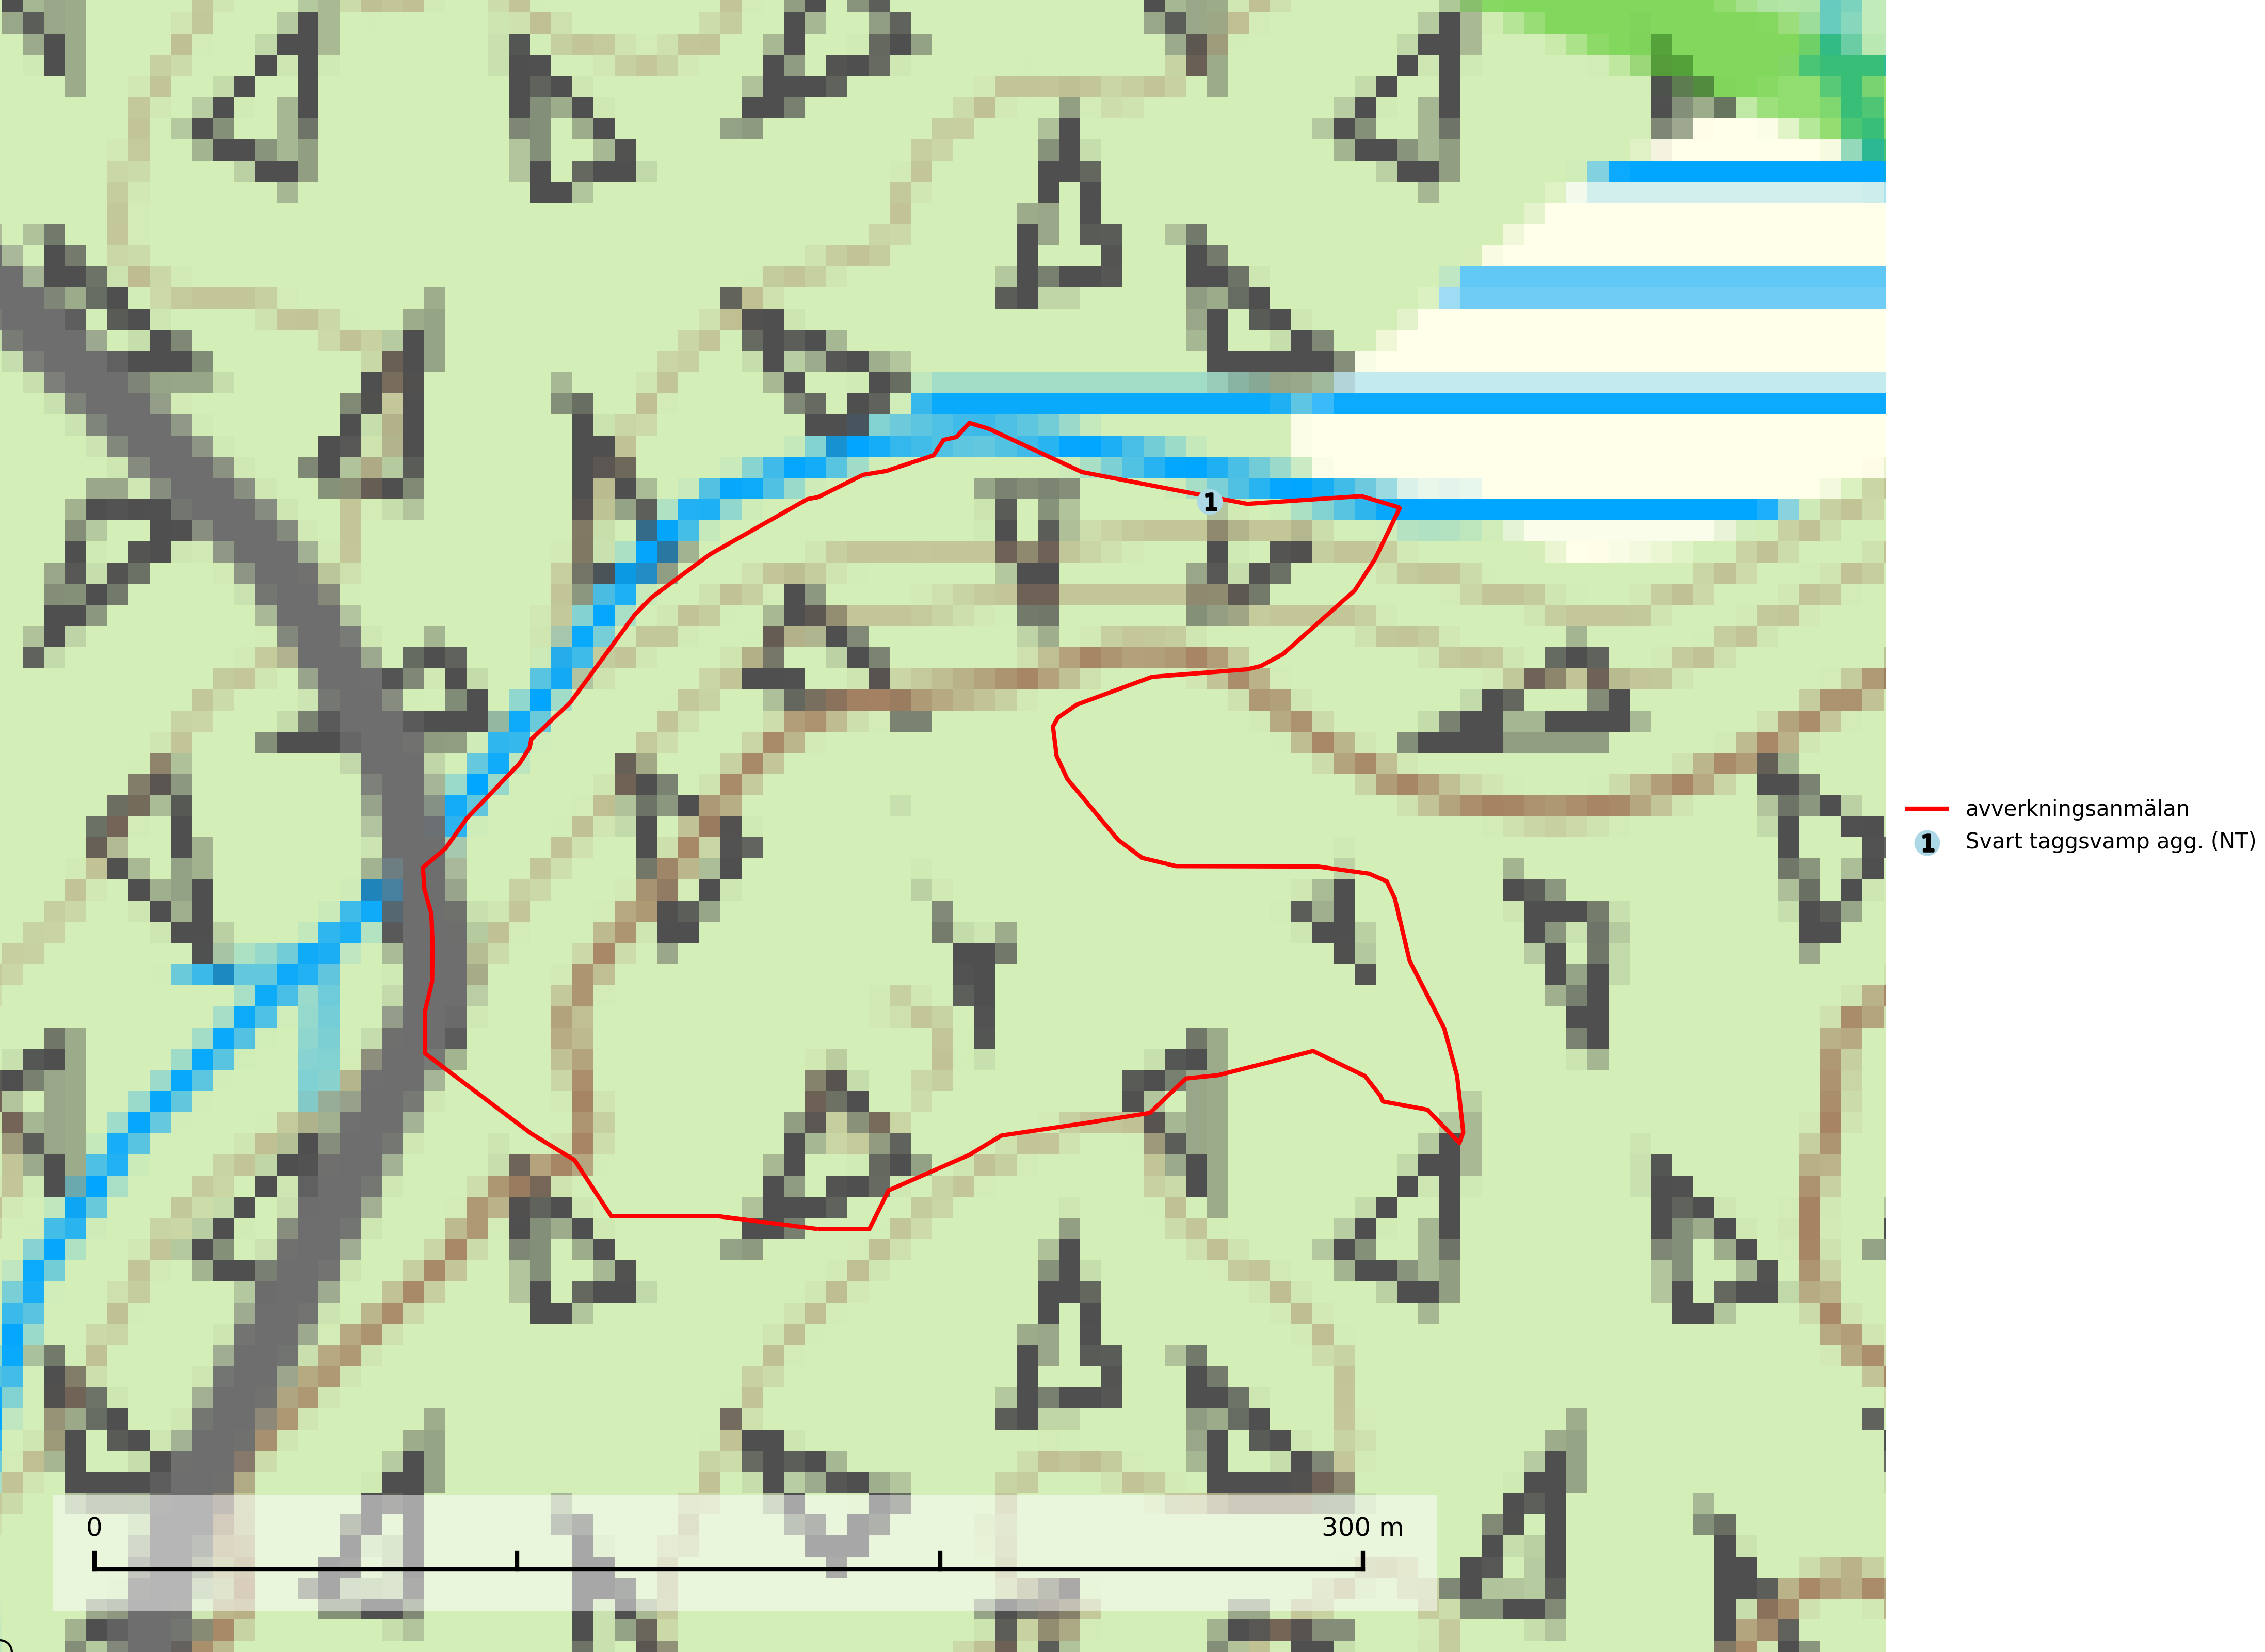 1
avverkningsanmälan
1 Svart taggsvamp agg. (NT)
0 300 m